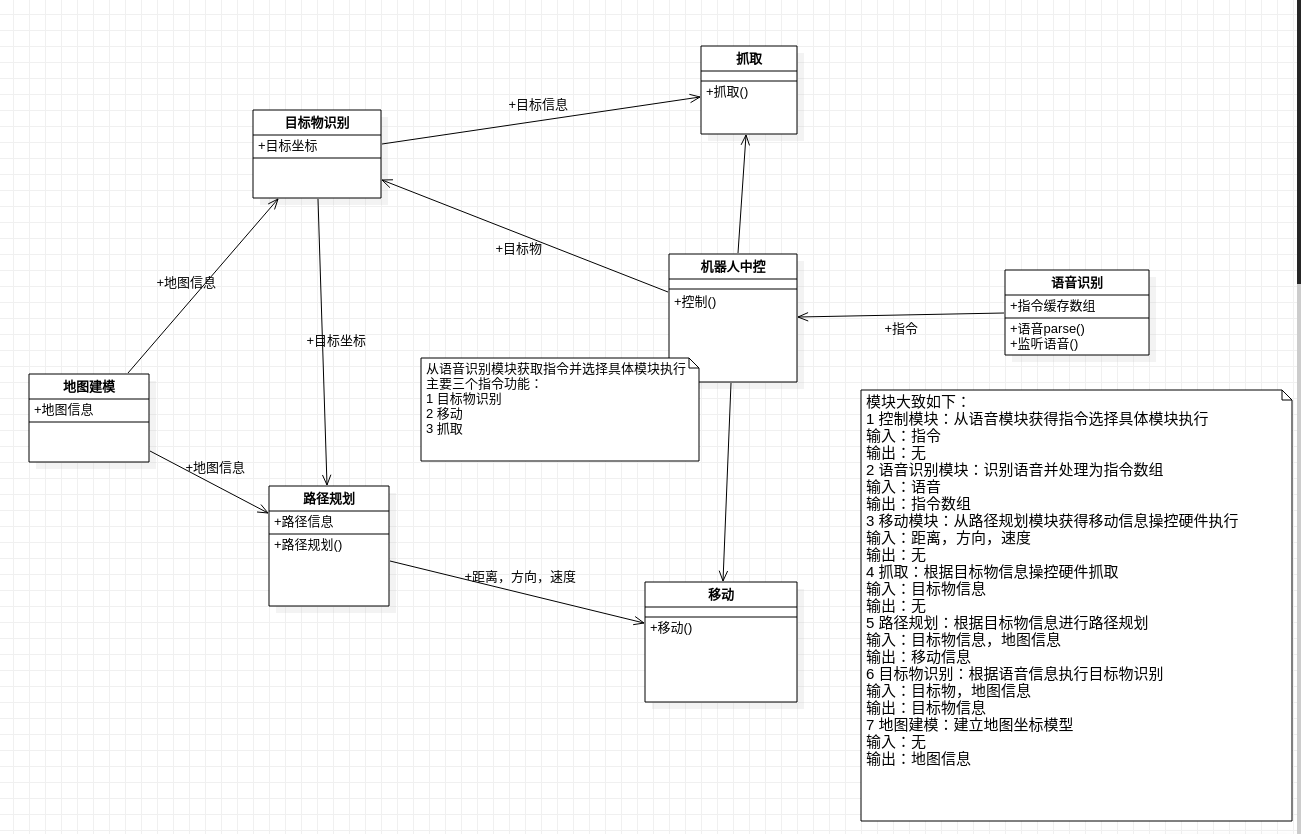 抓取
+抓取()
+目标信息
目标物识别
+目标坐标
+目标物
机器人中控
+控制()
语音识别
+指令缓存数组
+语音parse()
+监听语音()
+指令
+地图信息
+目标坐标
地图建模
+地图信息
+地图信息
从语音识别模块获取指令并选择具体模块执行
主要三个指令功能：
1 目标物识别
2 移动
3 抓取
路径规划
+路径信息
+路径规划()
+距离，方向，速度
移动
+移动()
模块大致如下：
1 控制模块：从语音模块获得指令选择具体模块执行
输入：指令
输出：无
2 语音识别模块：识别语音并处理为指令数组
输入：语音
输出：指令数组
3 移动模块：从路径规划模块获得移动信息操控硬件执行
输入：距离，方向，速度
输出：无
4 抓取：根据目标物信息操控硬件抓取
输入：目标物信息
输出：无
5 路径规划：根据目标物信息进行路径规划
输入：目标物信息，地图信息
输出：移动信息
6 目标物识别：根据语音信息执行目标物识别
输入：目标物，地图信息
输出：目标物信息
7 地图建模：建立地图坐标模型
输入：无
输出：地图信息